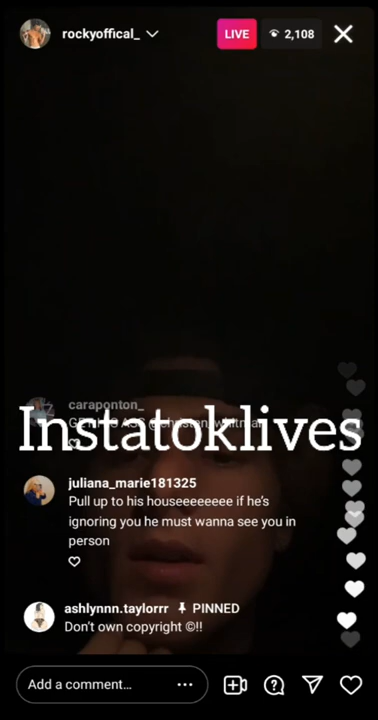 rockyoffical_
LIVE
2,108
caraponton_
Instatoklives
juliana_marie181325
Pull up to his houseeeeeeee if he's
ignoring you he must wanna see you in
person
ashlynnn.taylorrr PINNED
Don't own copyright ©!!
Add a comment...